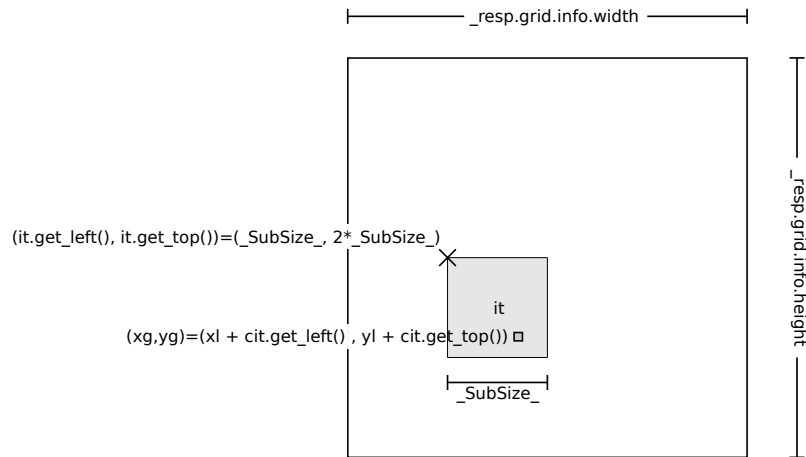 _resp.grid.info.width
_resp.grid.info.height
(it.get_left(), it.get_top())=(_SubSize_, 2*_SubSize_)
it
(xg,yg)=(xl + cit.get_left() , yl + cit.get_top())
_SubSize_